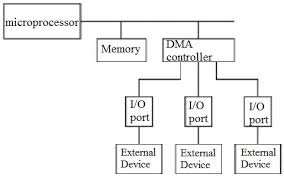 microprocessor
Memory
DMA
controller
I/O
port
I/O
port
I/O
port
External
Device
External
Device
External
Device